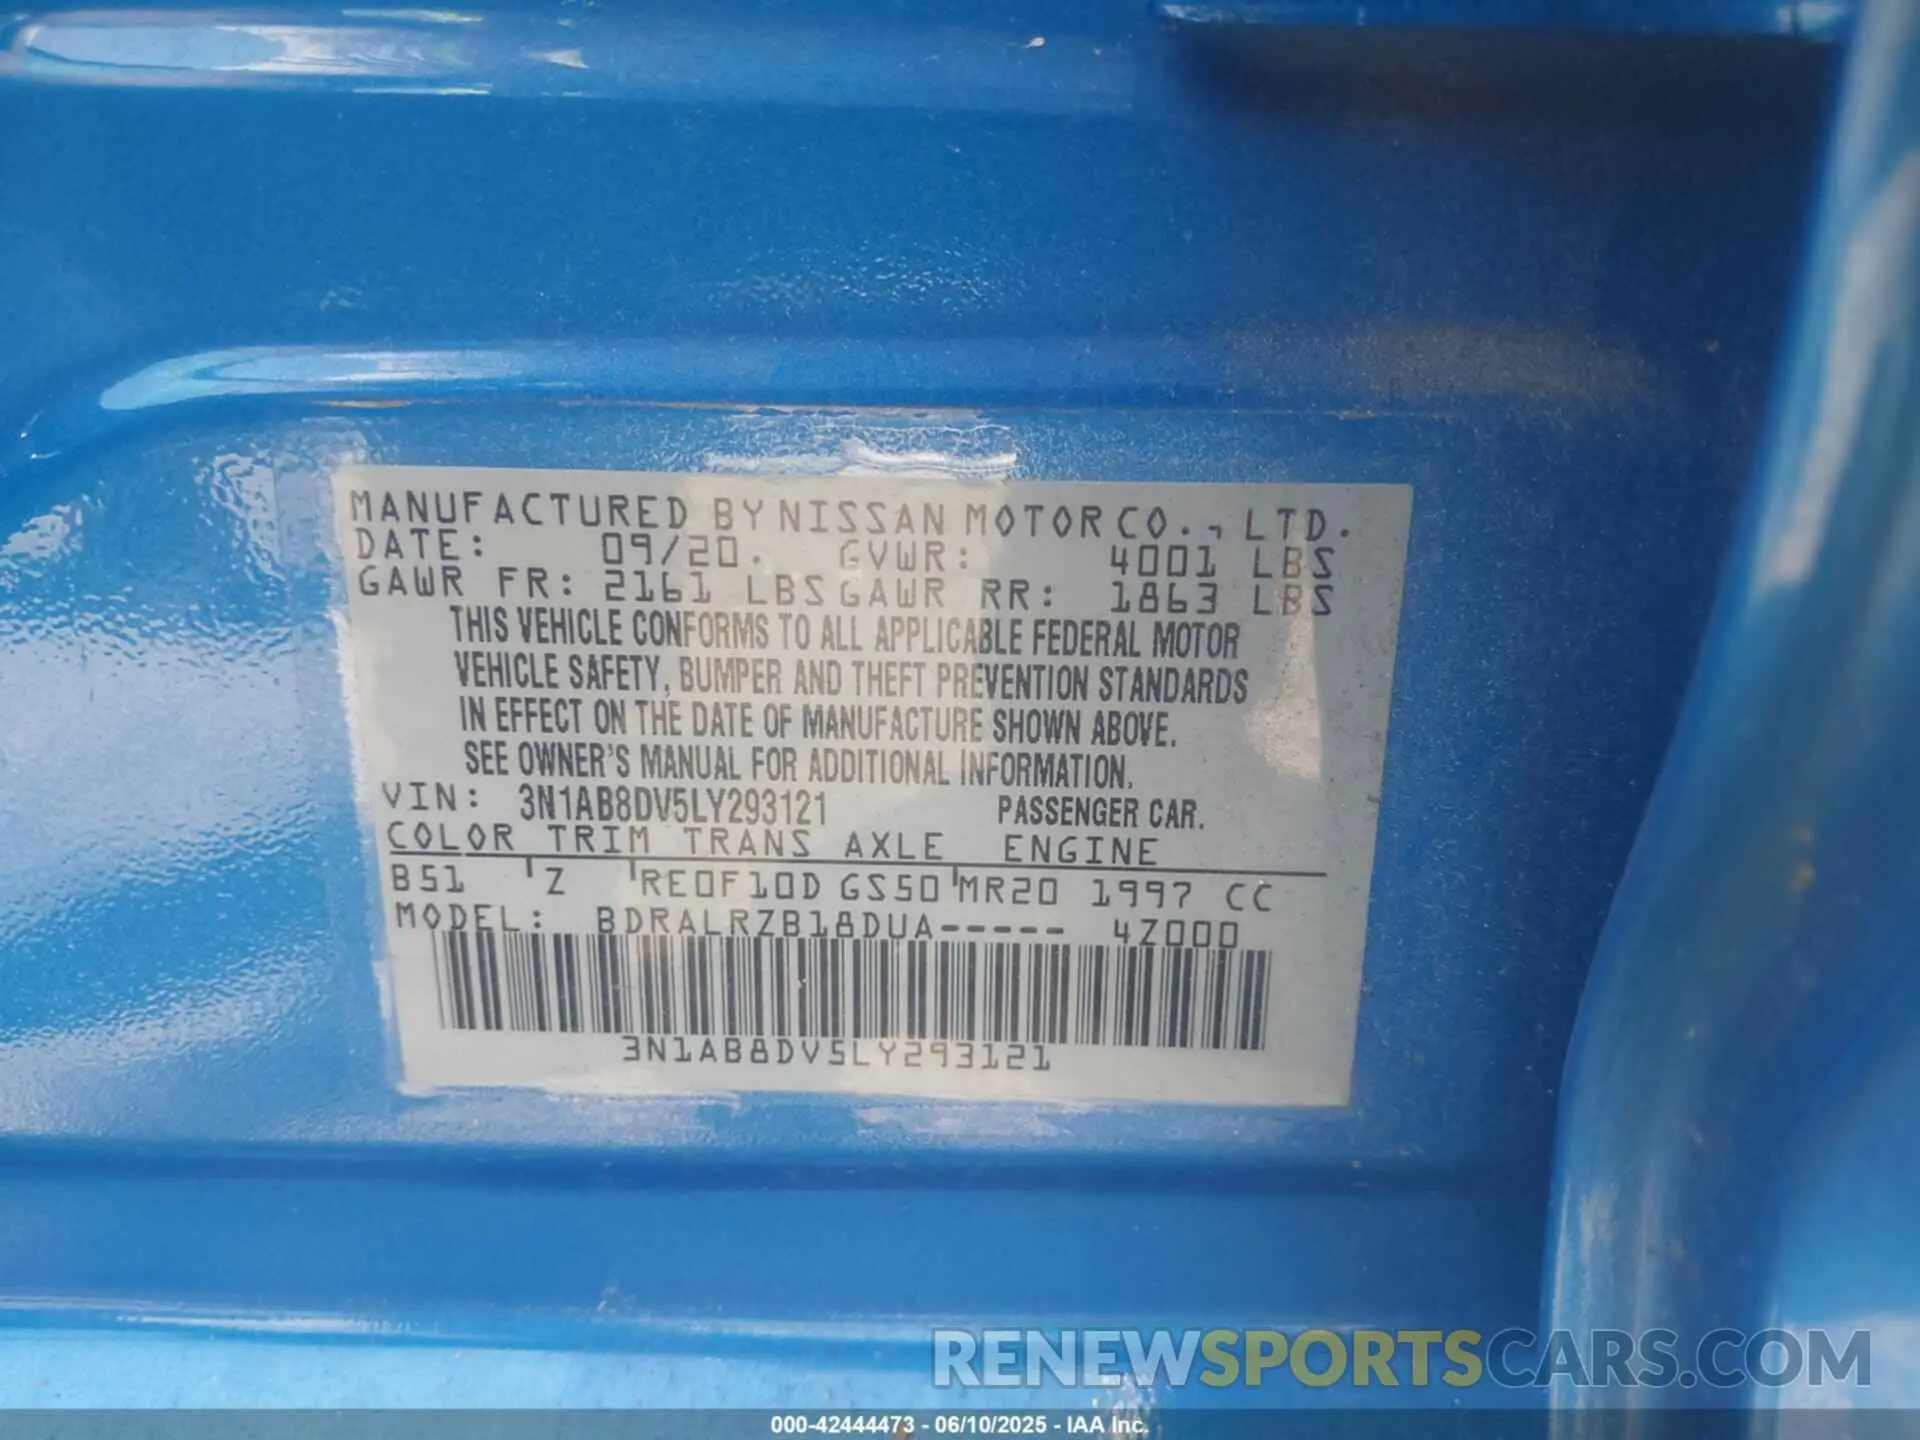 MANUFACTURED BY NISSAN MOTOR CO., LTD.
DATE: 09/20. GVWR: 4001 LBS
GAWR FR: 2161 LBS GAWR RR: 1863 LBS
THIS VEHICLE CONFORMS TO ALL APPLICABLE FEDERAL MOTOR
VEHICLE SAFETY, BUMPER AND THEFT PREVENTION STANDARDS
IN EFFECT ON THE DATE OF MANUFACTURE SHOWN ABOVE.
SEE OWNER'S MANUAL FOR ADDITIONAL INFORMATION.
VIN: 3N1AB8DV5LY293121 PASSENGER CAR.
COLOR TRIM TRANS AXLE ENGINE
B51 Z RE0F10D GS50 MR20 1997 CC
MODEL: BDRALRZB18DUA----- 4Z000
3N1AB8DV5LY293121
RENEWSPORTSCARS.COM
000-42444473 - 06/10/2025 - IAA Inc.